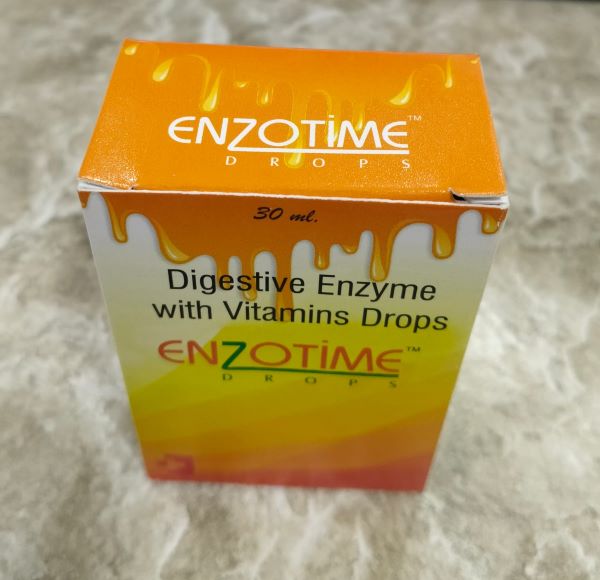 ENZOTIME™
DROPS
30 ml.
Digestive Enzyme
with Vitamins Drops
ENZOTIME™
DROPS